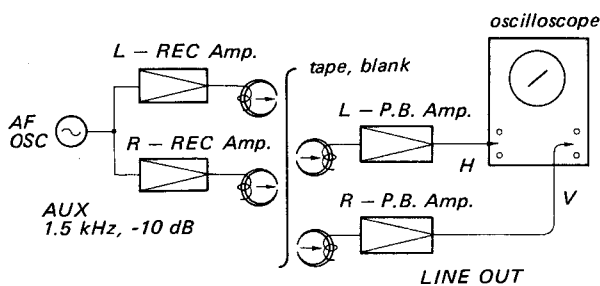 oscilloscope
L – REC Amp.
tape, blank
L – P.B. Amp.
AF
OSC
R – REC Amp.
H
R – P.B. Amp.
V
AUX
1.5 kHz, -10 dB
LINE OUT